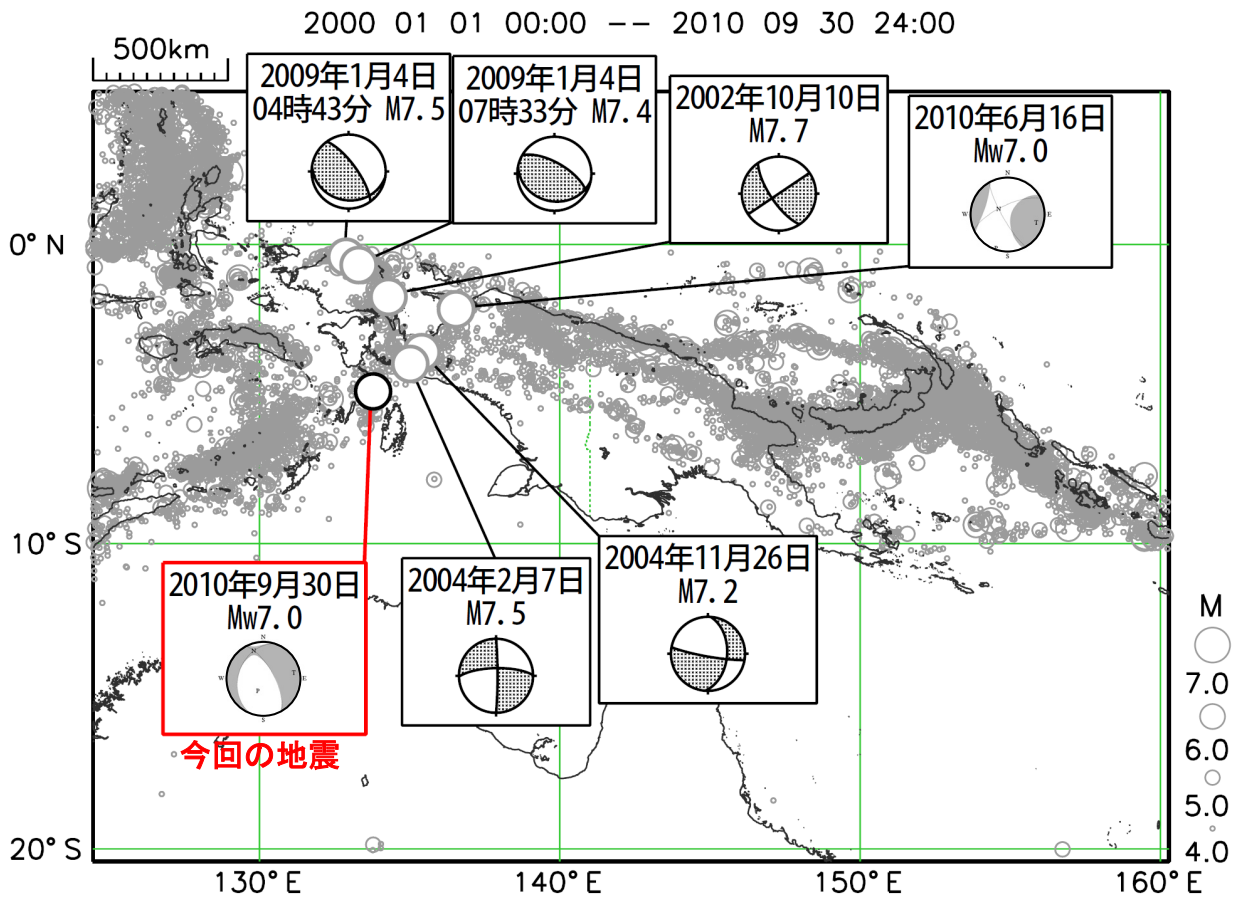 2000 01 01 00:00 -- 2010 09 30 24:00
500km
2009年1月4日
04時43分 M7.5
2009年1月4日
07時33分 M7.4
2002年10月10日
M7.7
2010年6月16日
Mw7.0
N
W
N
E
T
P
S
0°N
10°S
2010年9月30日
Mw7.0
N
N
T
W
E
P
S
今回の地震
2004年2月7日
M7.5
2004年11月26日
M7.2
M
7.0
6.0
5.0
4.0
20°S
130°E
140°E
150°E
160°E